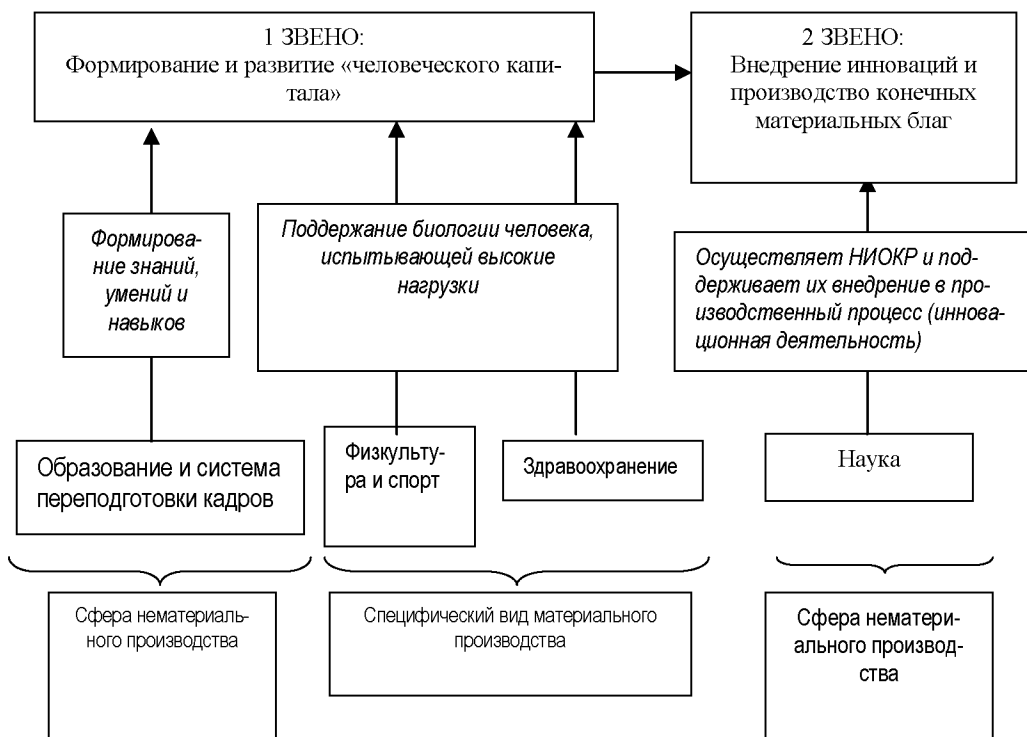 1 ЗВЕНО:
Формирование и развитие «человеческого капи-
тала»
2 ЗВЕНО:
Внедрение инноваций и
производство конечных
материальных благ
Формирова-
ние знаний,
умений и
навыков
Поддержание биологии человека,
испытывающей высокие
нагрузки
Осуществляет НИОКР и под-
держивает их внедрение в про-
изводственный процесс (иннова-
ционная деятельность)
Образование и система
переподготовки кадров
Физкульту-
ра и спорт
Здравоохранение
Наука
Сфера нематериаль-
ного производства
Специфический вид материального
производства
Сфера нематери-
ального производ-
ства